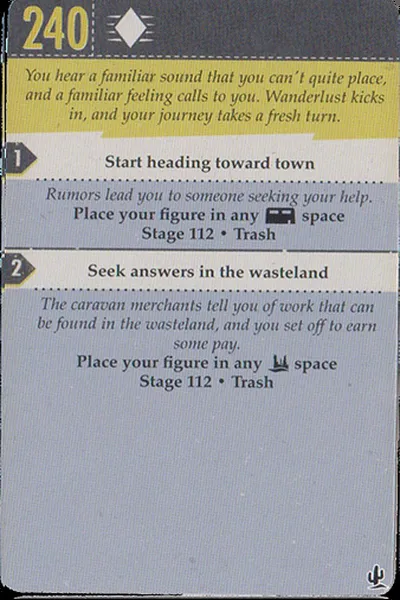 240
You hear a familiar sound that you can't quite place,
and a familiar feeling calls to you. Wanderlust kicks
in, and your journey takes a fresh turn.
1
Start heading toward town
Rumors lead you to someone seeking your help.
Place your figure in any space
Stage 112 • Trash
2
Seek answers in the wasteland
The caravan merchants tell you of work that can
be found in the wasteland, and you set off to earn
some pay.
Place your figure in any space
Stage 112 • Trash